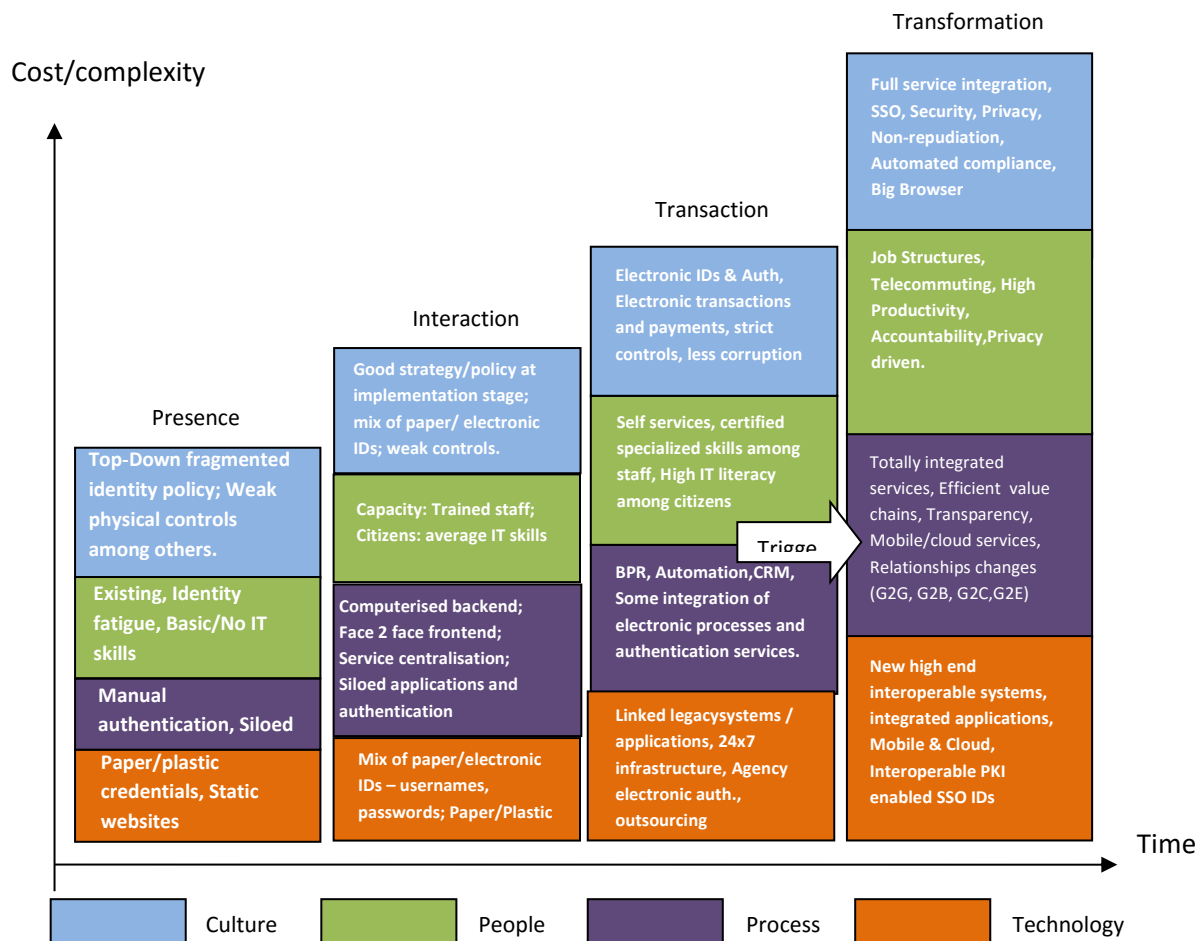 Transformation
Cost/complexity
Full service integration,
SSO, Security, Privacy,
Non-repudiation,
Automated compliance,
Big Browser
Transaction
Job Structures,
Telecommuting, High
Productivity,
Accountability,Privacy
driven.
Electronic IDs & Auth,
Electronic transactions
and payments, strict
controls, less corruption
Interaction
Good strategy/policy at
implementation stage;
mix of paper/ electronic
IDs; weak controls.
Presence
Top-Down fragmented
identity policy; Weak
physical controls
among others.
Self services, certified
specialized skills among
staff, High IT literacy
among citizens
Totally integrated
services, Efficient value
chains, Transparency,
Mobile/cloud services,
Relationships changes
(G2G, G2B, G2C,G2E)
Capacity: Trained staff;
Citizens: average IT skills
Trigge
Existing, Identity
fatigue, Basic/No IT
skills
BPR, Automation,CRM,
Some integration of
electronic processes and
authentication services.
Computerised backend;
Face 2 face frontend;
Service centralisation;
Siloed applications and
authentication
Manual
authentication, Siloed
New high end
interoperable systems,
integrated applications,
Mobile & Cloud,
Interoperable PKI
enabled SSO IDs
Linked legacysystems /
applications, 24x7
infrastructure, Agency
electronic auth.,
outsourcing
Paper/plastic
credentials, Static
websites
Mix of paper/electronic
IDs – usernames,
passwords; Paper/Plastic
Time
Culture
People
Process
Technology